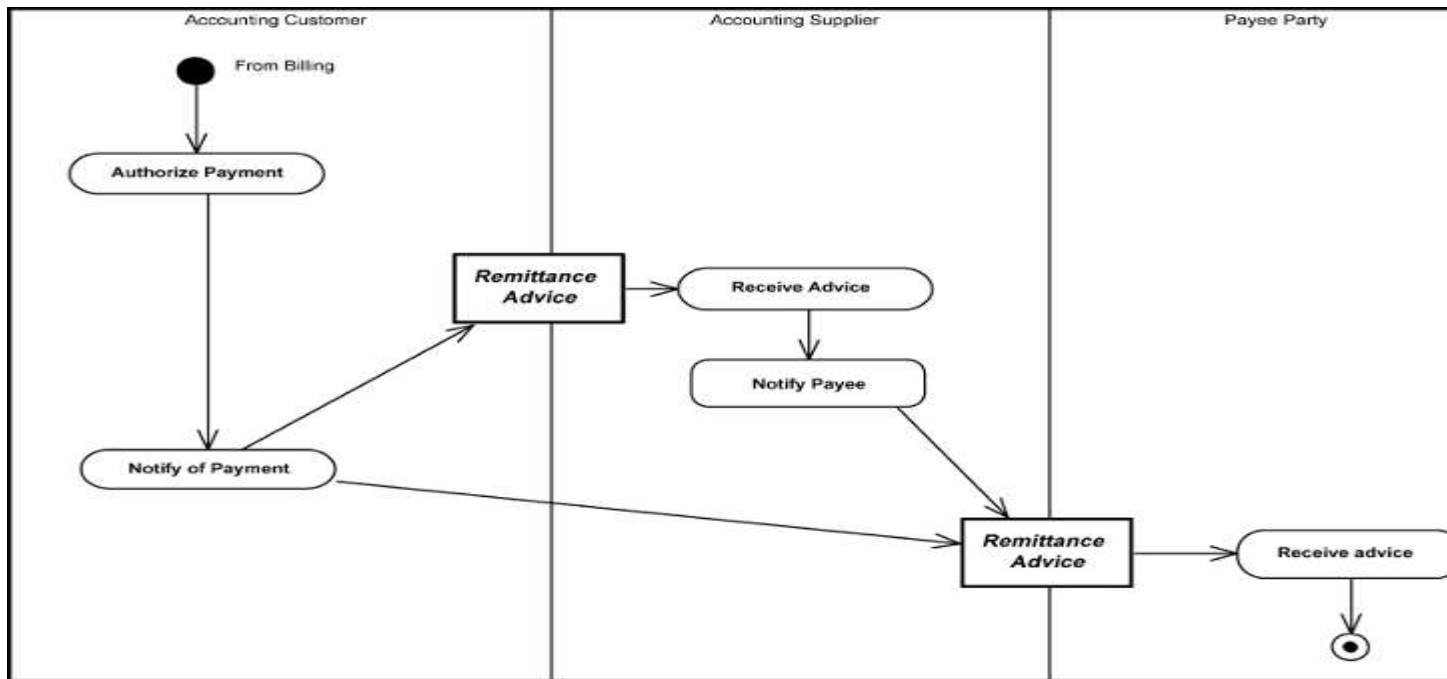 Accounting Customer
Accounting Supplier
Payee Party
From Billing
Authorize Payment
Remittance
Advice
Receive Advice
Notify Payee
Notify of Payment
Remittance
Advice
Receive advice